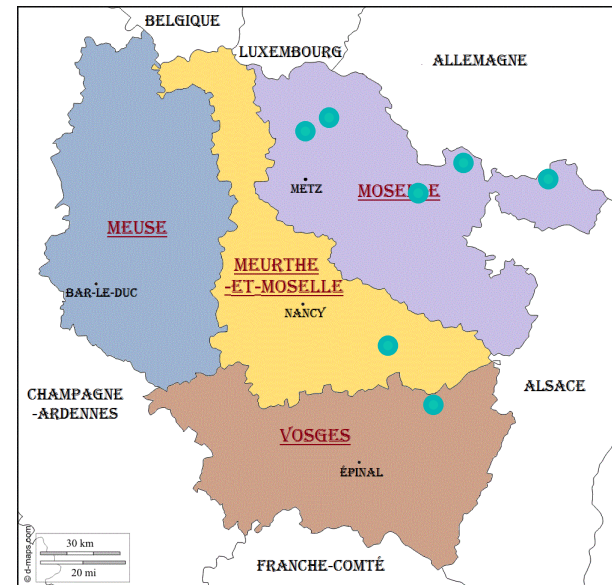 BELGIQUE
LUXEMBOURG
ALLEMAGNE
METZ
MOSELLE
MEUSE
MEURTHE
-ET-MOSELLE
BAR-LE-DUC
NANCY
CHAMPAGNE
-ARDENNES
ALSACE
VOSGES
ÉPINAL
30 km
20 mi
FRANCHE-COMTÉ
© d-maps.com